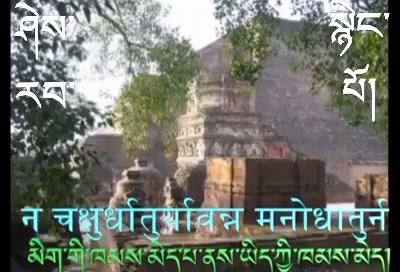 ཤེས་
རབ་
སྙིང་
པོ།
न चक्षुर्धातुर्यावन्न मनोधातुर्न
མིག་གི་ཁམས་མེད་པ་ནས་ཡིད་ཀྱི་ཁམས་མེད།